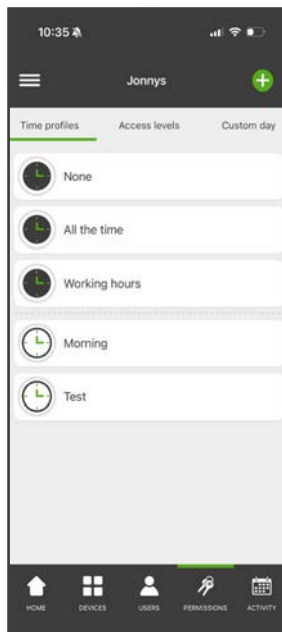 10:35
Jonnys
Time profiles Access levels Custom day
None
All the time
Working hours
Morning
Test
HOME DEVICES USERS PERMISSIONS ACTIVITY